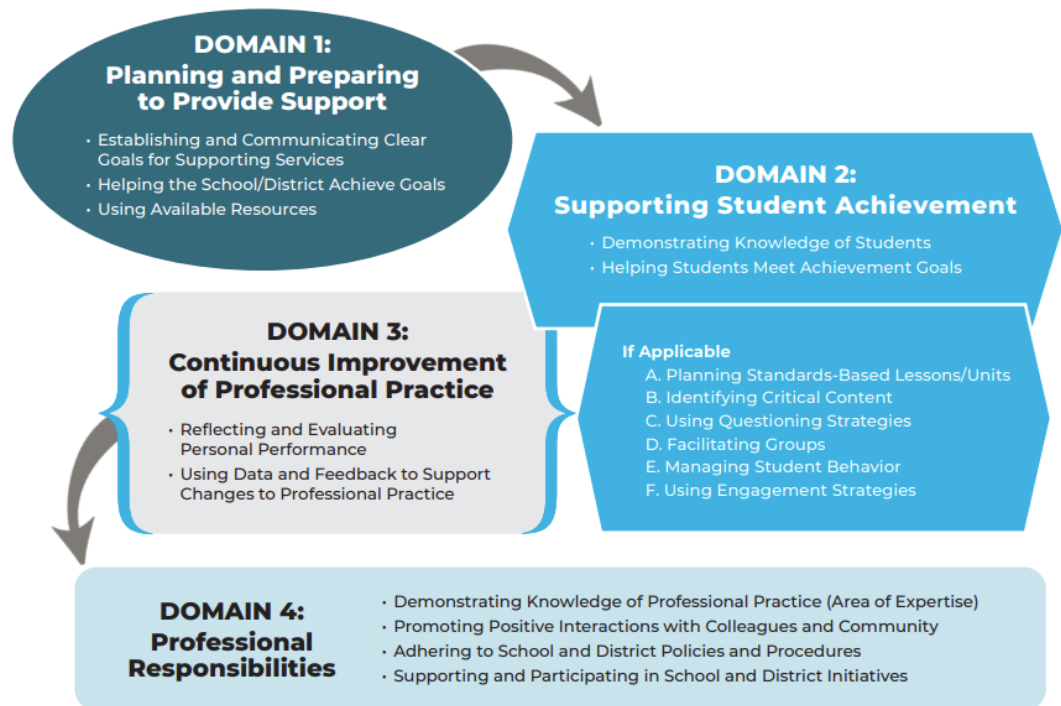 DOMAIN 1:
Planning and Preparing
to Provide Support
• Establishing and Communicating Clear
Goals for Supporting Services
• Helping the School/District Achieve Goals
• Using Available Resources
DOMAIN 2:
Supporting Student Achievement
• Demonstrating Knowledge of Students
• Helping Students Meet Achievement Goals
If Applicable
A. Planning Standards-Based Lessons/Units
B. Identifying Critical Content
C. Using Questioning Strategies
D. Facilitating Groups
E. Managing Student Behavior
F. Using Engagement Strategies
DOMAIN 3:
Continuous Improvement
of Professional Practice
• Reflecting and Evaluating
Personal Performance
• Using Data and Feedback to Support
Changes to Professional Practice
DOMAIN 4:
Professional
Responsibilities
• Demonstrating Knowledge of Professional Practice (Area of Expertise)
• Promoting Positive Interactions with Colleagues and Community
• Adhering to School and District Policies and Procedures
• Supporting and Participating in School and District Initiatives